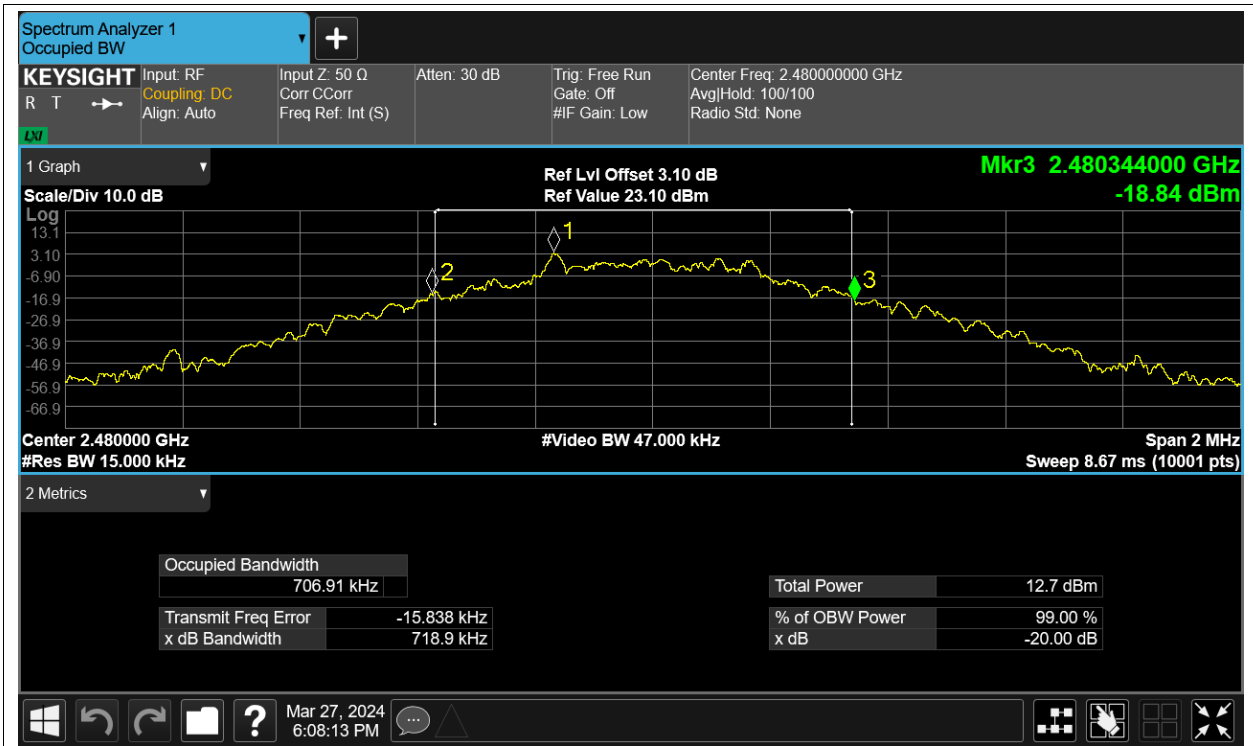 Spectrum Analyzer 1
Occupied BW
KEYSIGHT
R T
LXI
Input: RF
Coupling: DC
Align: Auto
Input Z: 50 Ω
Corr CCorr
Freq Ref: Int (S)
Atten: 30 dB
Trig: Free Run
Gate: Off
#IF Gain: Low
Center Freq: 2.480000000 GHz
Avg|Hold: 100/100
Radio Std: None
1 Graph
Scale/Div 10.0 dB
Ref Lvl Offset 3.10 dB
Ref Value 23.10 dBm
Mkr3 2.480344000 GHz
-18.84 dBm
Log
13.1
3.10
-6.90
-16.9
-26.9
-36.9
-46.9
-56.9
-66.9
1
2
3
Center 2.480000 GHz
#Video BW 47.000 kHz
Span 2 MHz
#Res BW 15.000 kHz
Sweep 8.67 ms (10001 pts)
2 Metrics
Occupied Bandwidth
706.91 kHz
Transmit Freq Error -15.838 kHz
x dB Bandwidth 718.9 kHz
Total Power 12.7 dBm
% of OBW Power 99.00 %
x dB -20.00 dB
?
Mar 27, 2024
6:08:13 PM